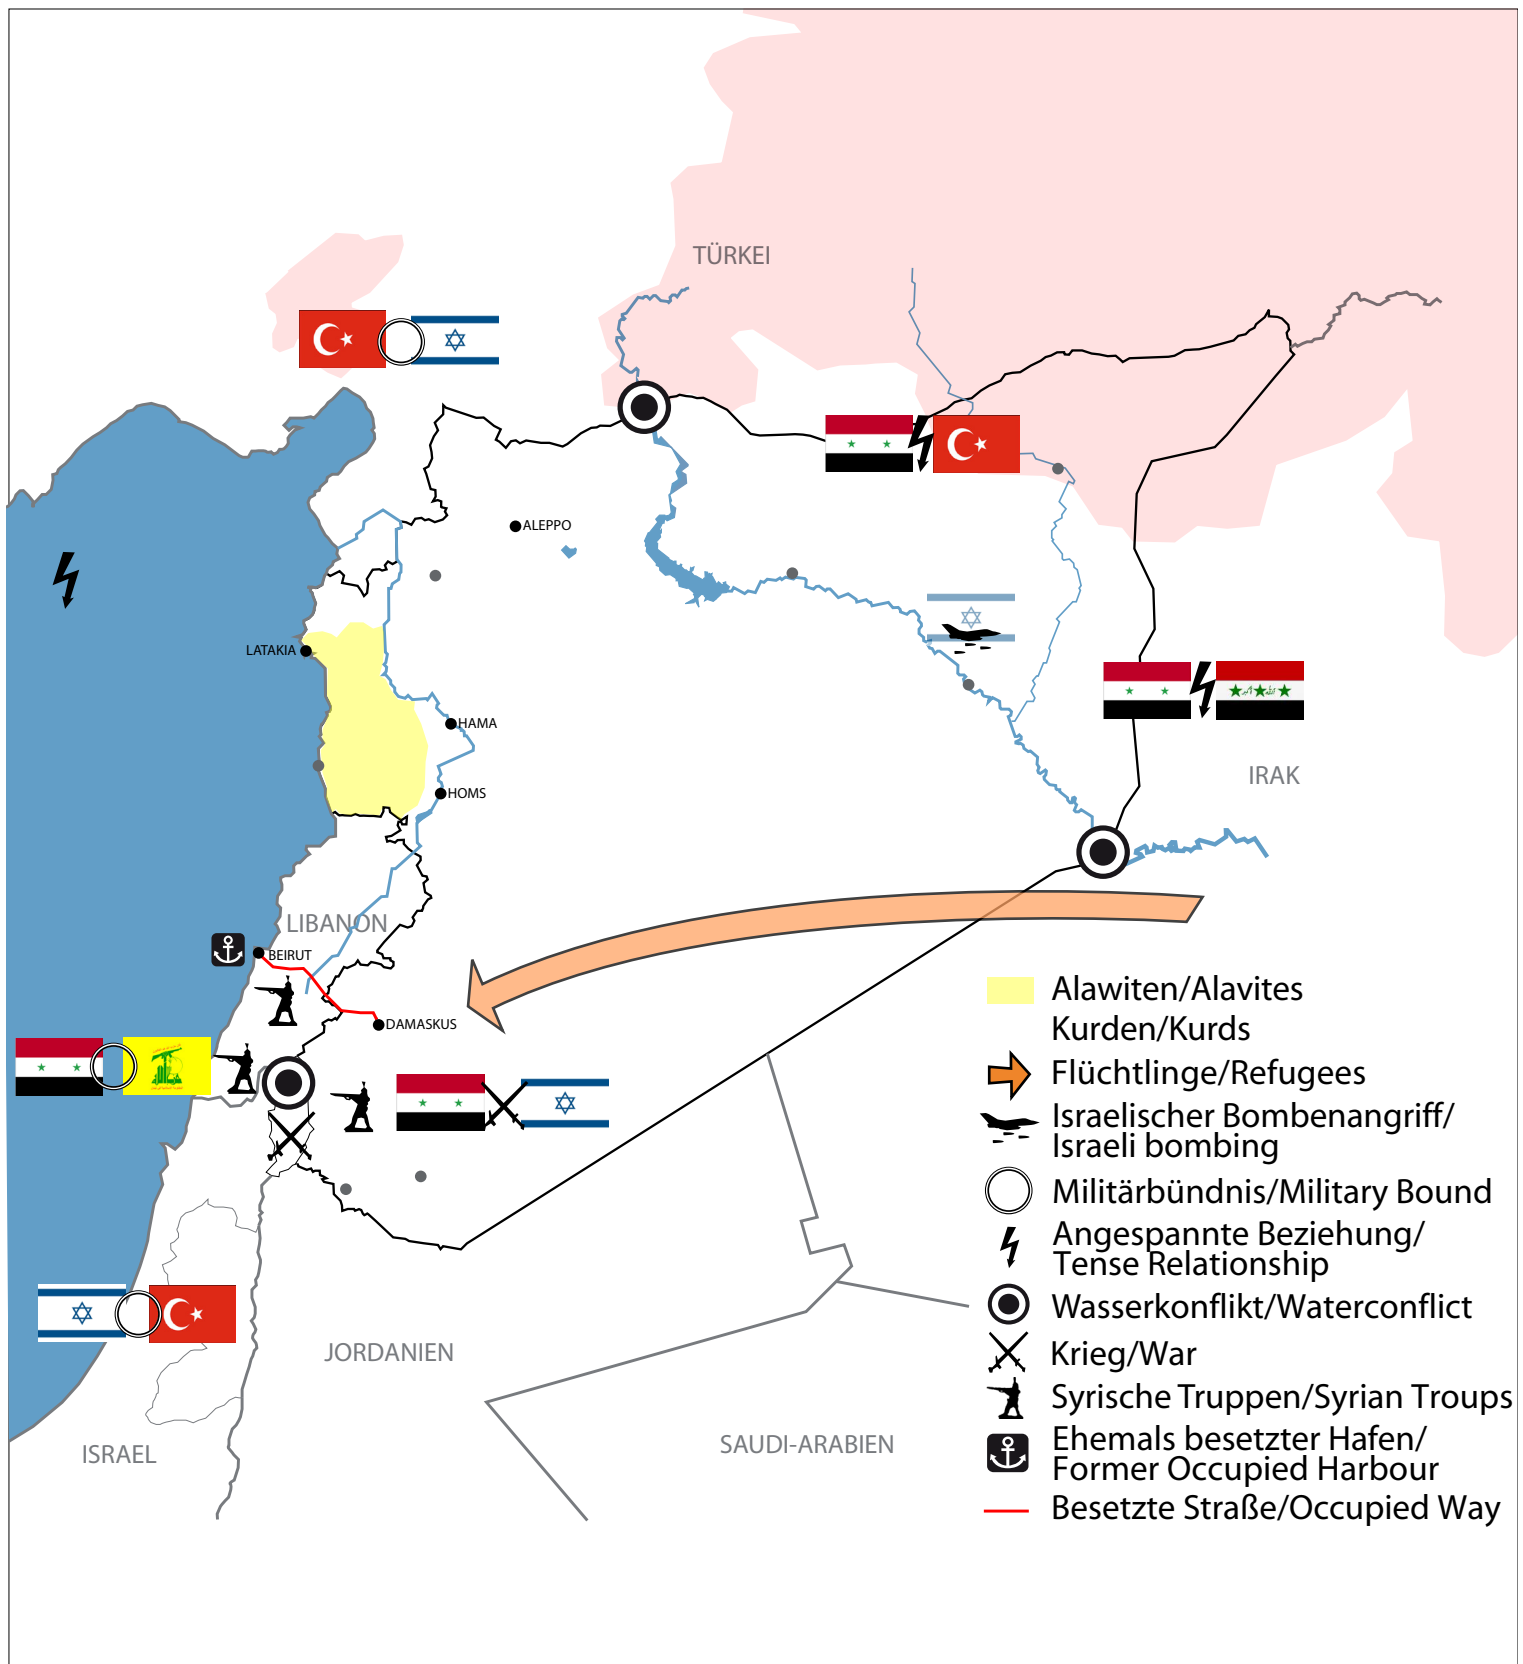 TÜRKEI
ALEPPO
LATAKIA
HAMA
HOMS
IRAK
LIBANON
BEIRUT
DAMASKUS
JORDANIEN
ISRAEL
SAUDI-ARABIEN
Alawiten/Alavites
Kurden/Kurds
Flüchtlinge/Refugees
Israelischer Bombenangriff/
Israeli bombing
Militärbündnis/Military Bound
Angespannte Beziehung/
Tense Relationship
Wasserkonflikt/Waterconflict
Krieg/War
Syrische Truppen/Syrian Troups
Ehemals besetzter Hafen/
Former Occupied Harbour
Besetzte Straße/Occupied Way